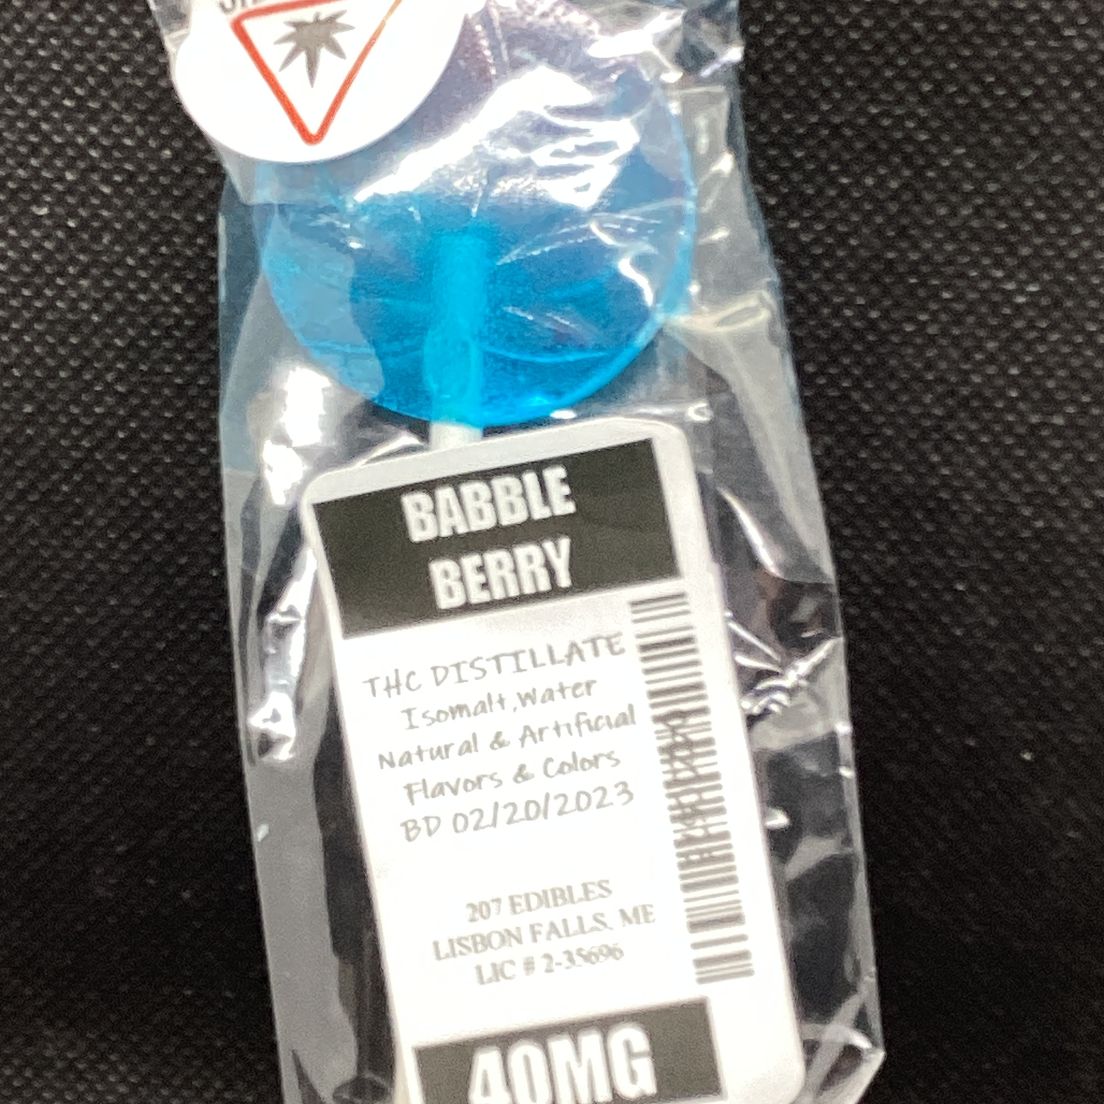 BABBLE
BERRY
THC DISTILLATE
Isomalt, Water
Natural & Artificial
Flavors & Colors
BD 02/20/2023
207 EDIBLES
LISBON FALLS, ME
LIC # 2-35696
40MG